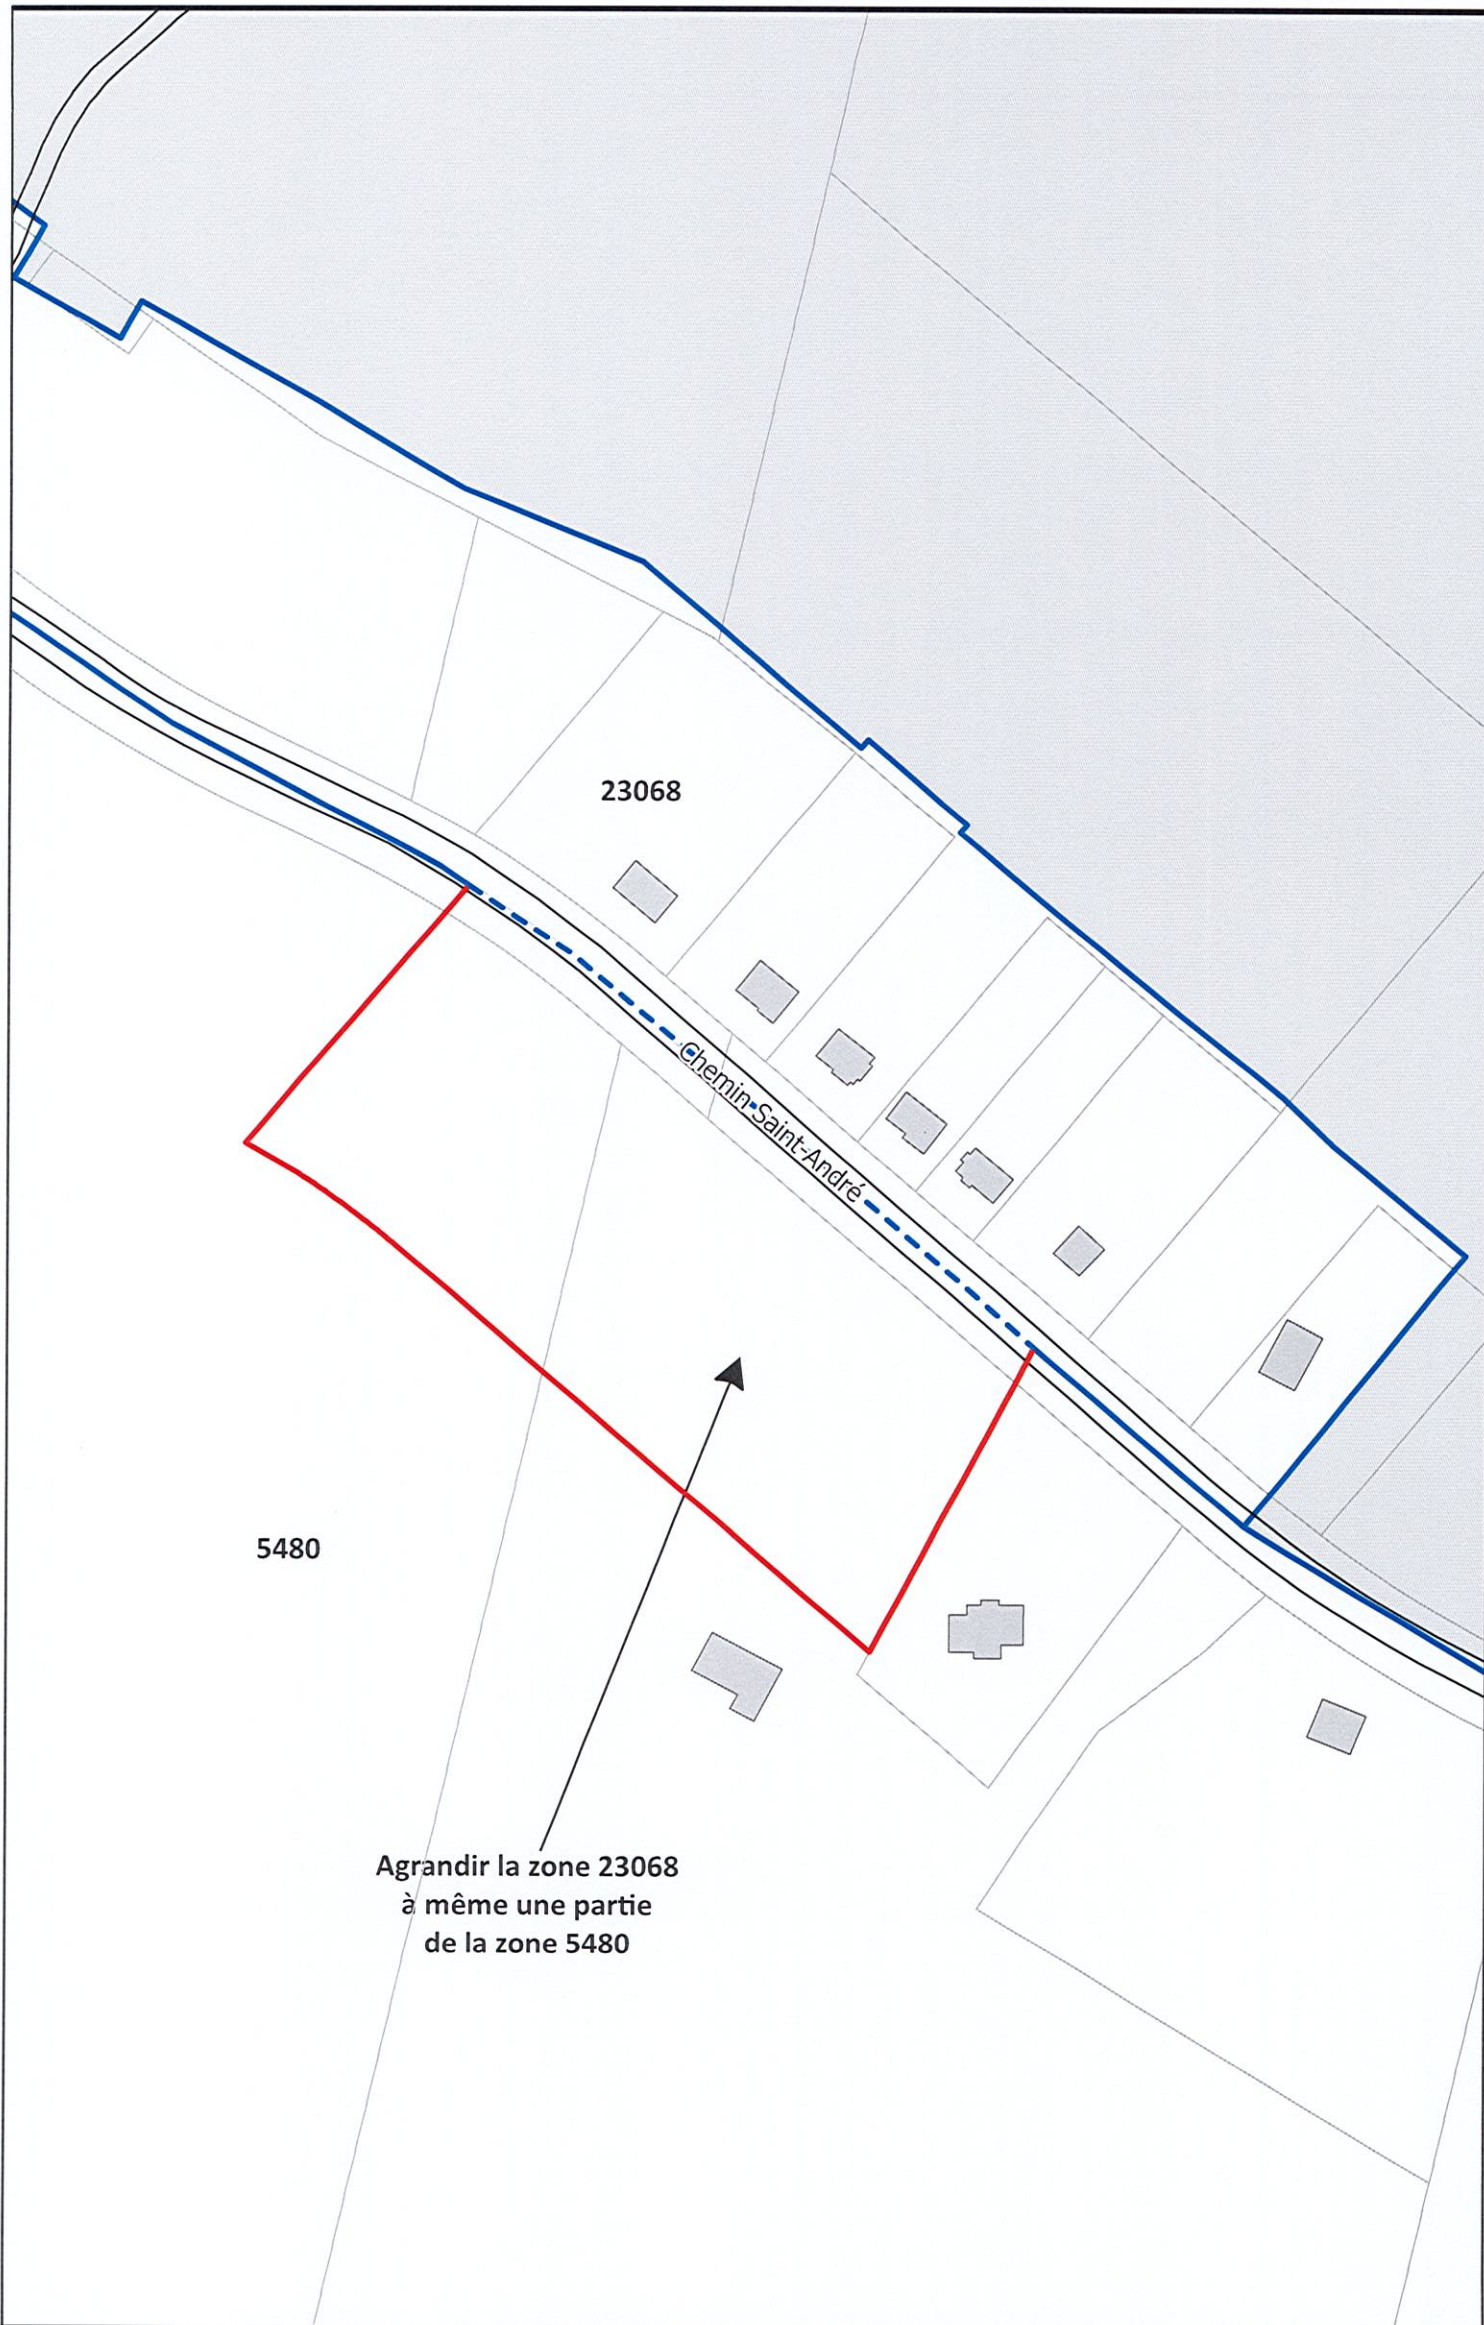 23068
Chemin Saint-André
5480
Agrandir la zone 23068
à même une partie
de la zone 5480